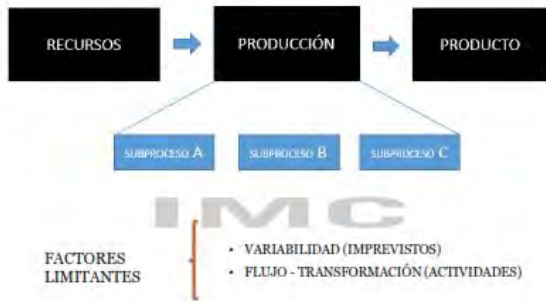 RECURSOS
PRODUCCIÓN
PRODUCTO
SUBPROCESO A
SUBPROCESO B
SUBPROCESO C
IMC
FACTORES
LIMITANTES
• VARIABILIDAD (IMPREVISTOS)
• FLUJO - TRANSFORMACIÓN (ACTIVIDADES)